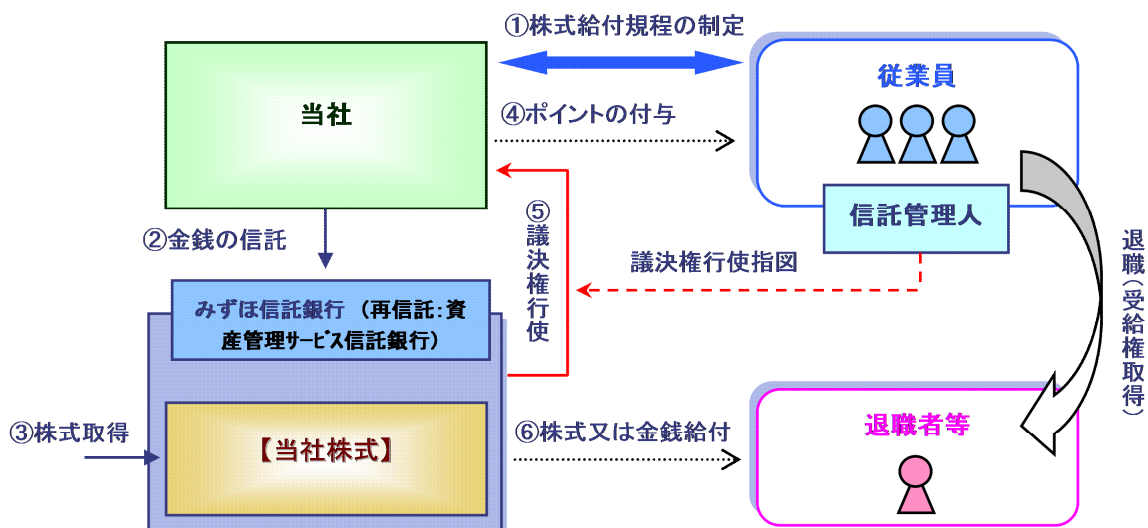 ①株式給付規程の制定
当社
従業員
④ポイントの付与
信託管理人
②金銭の信託
⑤議決権行使
議決権行使指図
退職(受給権取得)
みずほ信託銀行 (再信託:資
産管理サービス信託銀行)
③株式取得
【当社株式】
⑥株式又は金銭給付
退職者等